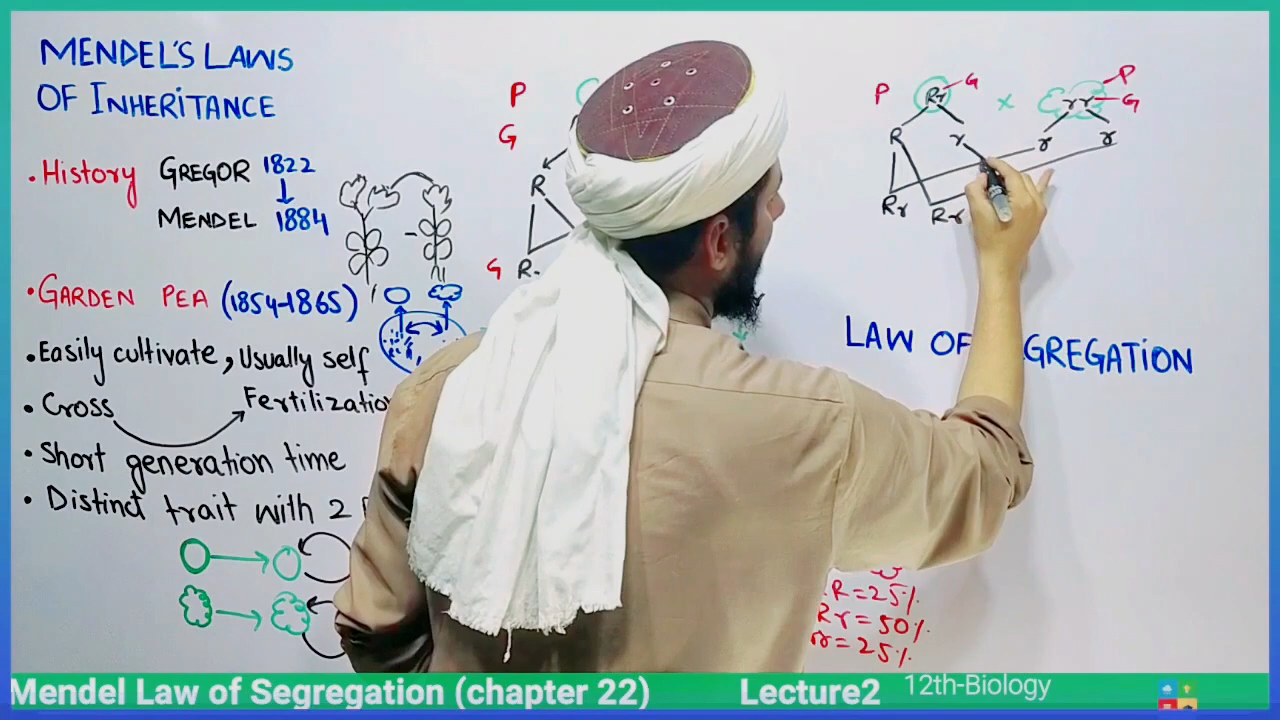 MENDEL'S LAWS
OF INHERITANCE
• History GREGOR 1822
MENDEL 1884
• GARDEN PEA (1854-1865)
• Easily cultivate, Usually self
• Cross Fertilizatio
• Short generation time
• Distinct trait with 2
P
G
R
G R
P Rr G x rr P
G
R r r r
Rr Rr
LAW OF GREGATION
R = 25%
Rr = 50%
rr = 25%
Mendel Law of Segregation (chapter 22) Lecture2 12th-Biology